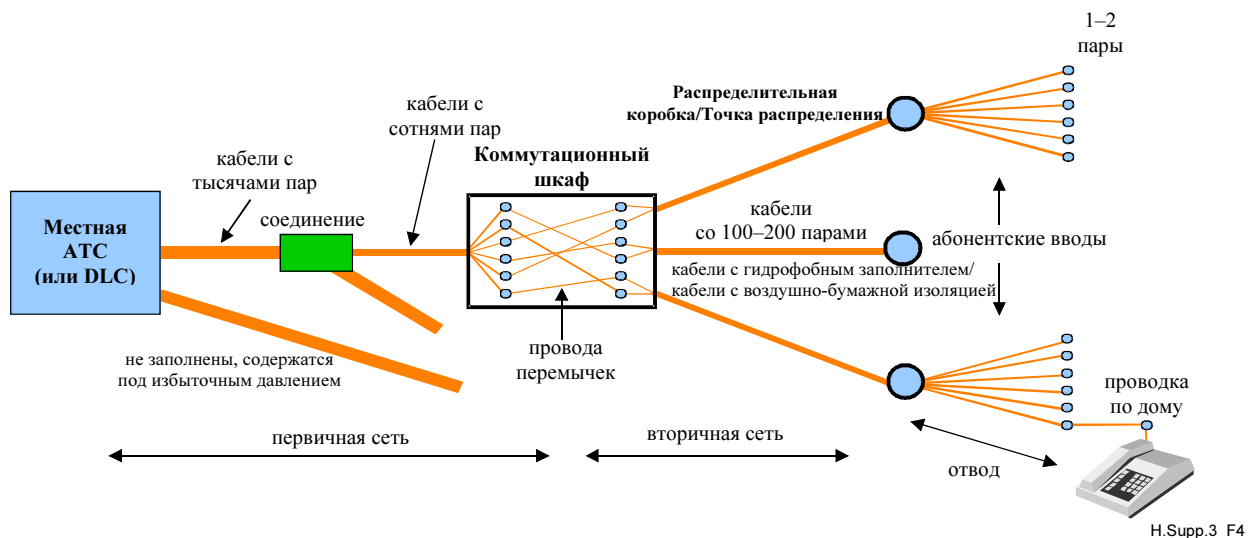 1–2
пары
Распределительная
коробка/Точка распределения
кабели с
сотнями пар
Коммутационный
шкаф
кабели с
тысячами пар
соединение
Местная
АТС
(или DLC)
кабели
со 100–200 парами
абонентские вводы
кабели с гидрофобным заполнителем/
кабели с воздушно-бумажной изоляцией
провода
перемычек
не заполнены, содержатся
под избыточным давлением
проводка
по дому
первичная сеть
вторичная сеть
отвод
H.Supp.3_F4